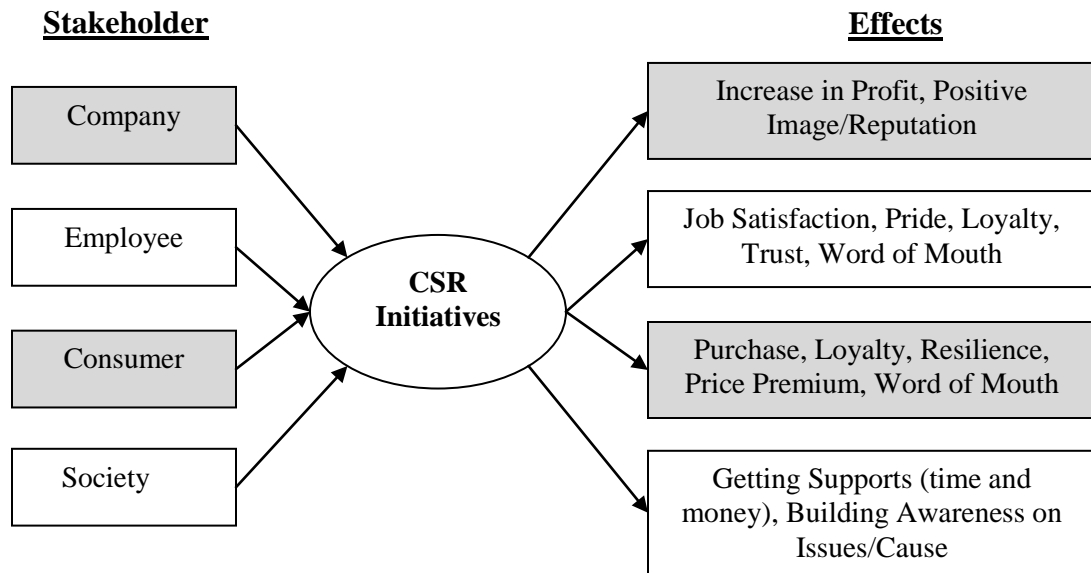 Stakeholder
Effects
Company
Employee
Consumer
Society
CSR
Initiatives
Increase in Profit, Positive
Image/Reputation
Job Satisfaction, Pride, Loyalty,
Trust, Word of Mouth
Purchase, Loyalty, Resilience,
Price Premium, Word of Mouth
Getting Supports (time and
money), Building Awareness on
Issues/Cause